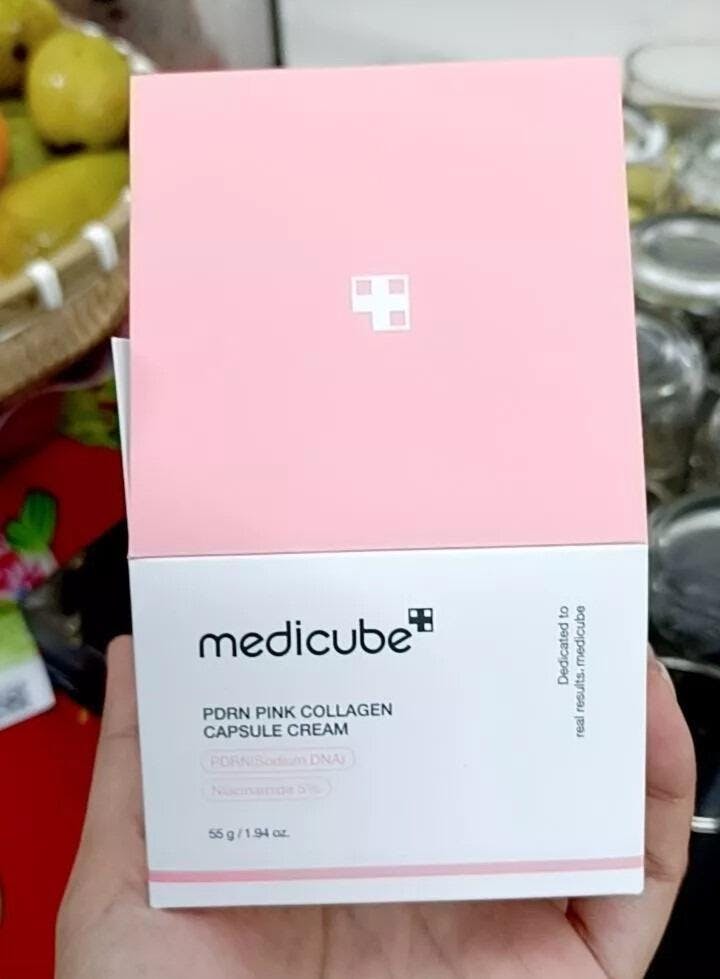 medicube
PDRN PINK COLLAGEN
CAPSULE CREAM
PDRN(Sodium DNA)
Niacinamide 5%
55 g / 1.94 oz.
Dedicated to
real results. medicube